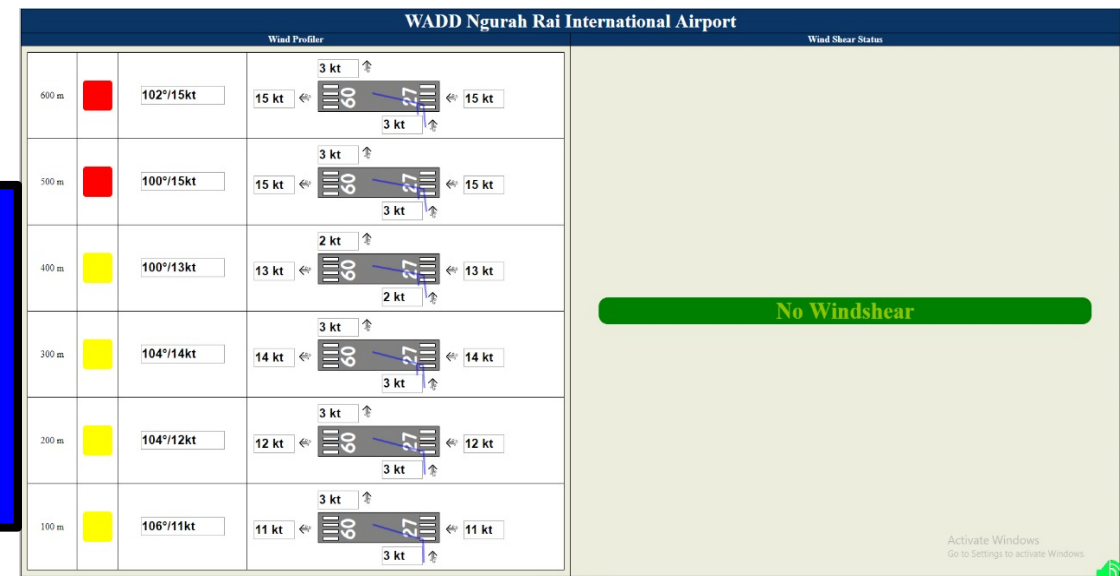 WADD Ngurah Rai International Airport
Wind Profiler
Wind Shear Status
3 kt
600 m 102°/15kt 15 kt 09 27 15 kt
3 kt
3 kt
500 m 100°/15kt 15 kt 09 27 15 kt
3 kt
2 kt
400 m 100°/13kt 13 kt 09 27 13 kt
2 kt
3 kt
300 m 104°/14kt 14 kt 09 27 14 kt
3 kt
3 kt
200 m 104°/12kt 12 kt 09 27 12 kt
3 kt
3 kt
100 m 106°/11kt 11 kt 09 27 11 kt
3 kt
No Windshear
Activate Windows
Go to Settings to activate Windows.